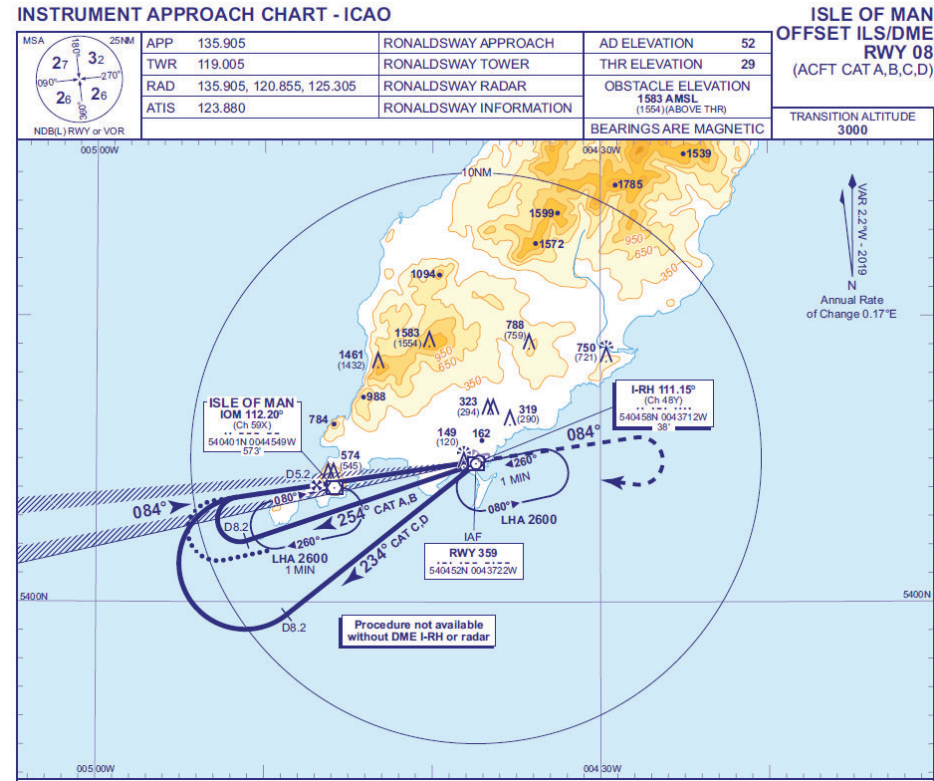 INSTRUMENT APPROACH CHART - ICAO
ISLE OF MAN
OFFSET ILS/DME
RWY 08
(ACFT CAT A,B,C,D)
MSA 25NM
180°
27 32
090° 270°
26 26
360°
NDB(L) RWY or VOR
APP 135.905 RONALDSWAY APPROACH
TWR 119.005 RONALDSWAY TOWER
RAD 135.905, 120.855, 125.305 RONALDSWAY RADAR
ATIS 123.880 RONALDSWAY INFORMATION
AD ELEVATION 52
THR ELEVATION 29
OBSTACLE ELEVATION
1583 AMSL
(1554)(ABOVE THR)
BEARINGS ARE MAGNETIC
TRANSITION ALTITUDE
3000
005 00W
004 30W
10NM
1539
1785
1599
1572
950
650
350
VAR 2.2°W - 2019
N
Annual Rate
of Change 0.17°E
1094
1583
(1554)
950
650
350
788
(759)
750
(721)
1461
(1432)
988
784
323
(294)
319
(290)
149
(120)
162
ISLE OF MAN
IOM 112.20°
(Ch 59X)
540401N 0044549W
573'
I-RH 111.15°
(Ch 48Y)
540458N 0043712W
38'
574
(545)
D5.2
084°
260°
1 MIN
080°
LHA 2600
084°
080°
254° CAT A,B
D8.2
260°
LHA 2600
1 MIN
234° CAT C,D
D8.2
IAF
RWY 359
540452N 0043722W
5400N
5400N
Procedure not available
without DME I-RH or radar
005 00W
004 30W